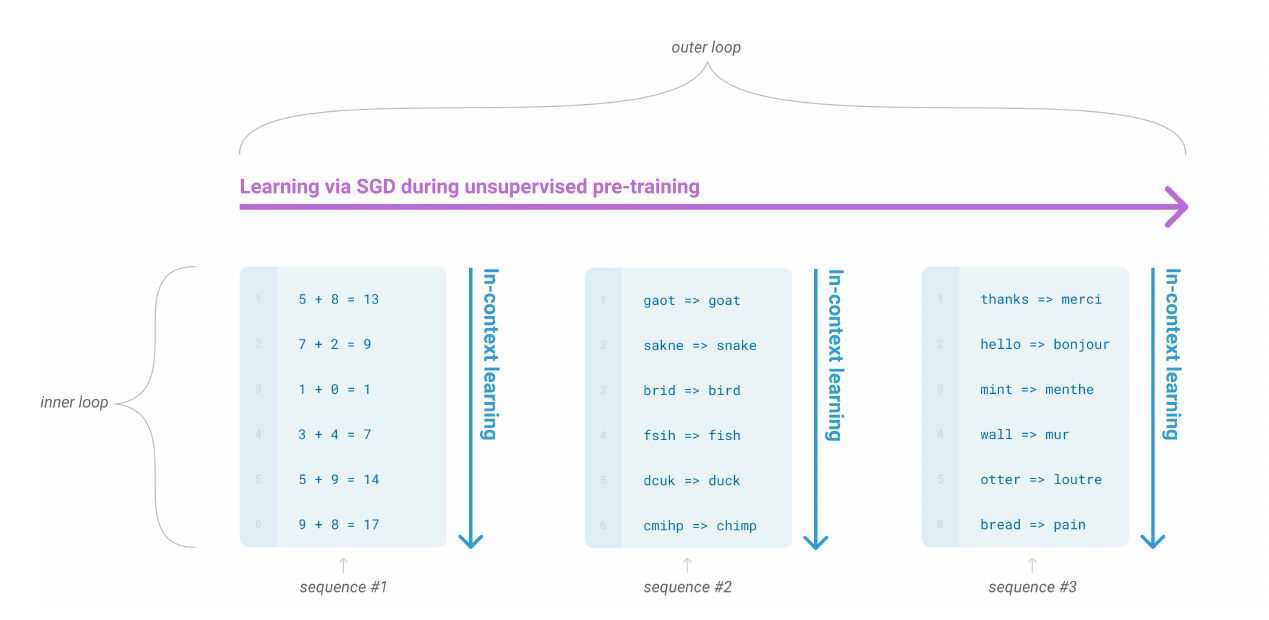 outer loop
Learning via SGD during unsupervised pre-training
inner loop
1 5 + 8 = 13
2 7 + 2 = 9
3 1 + 0 = 1
4 3 + 4 = 7
5 5 + 9 = 14
6 9 + 8 = 17
In-context learning
sequence #1
1 gaot => goat
2 sakne => snake
3 brid => bird
4 fsih => fish
5 dcuk => duck
6 cmihp => chimp
In-context learning
sequence #2
1 thanks => merci
2 hello => bonjour
3 mint => menthe
4 wall => mur
5 otter => loutre
6 bread => pain
In-context learning
sequence #3